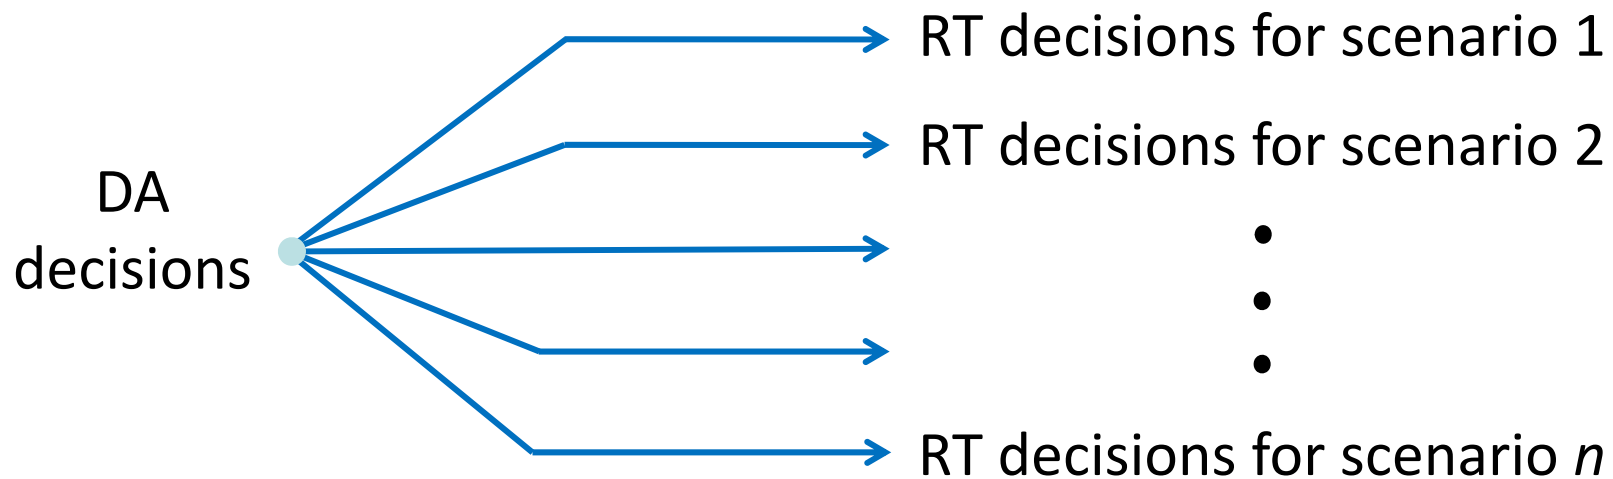 DA
decisions
RT decisions for scenario 1
RT decisions for scenario 2
RT decisions for scenario n